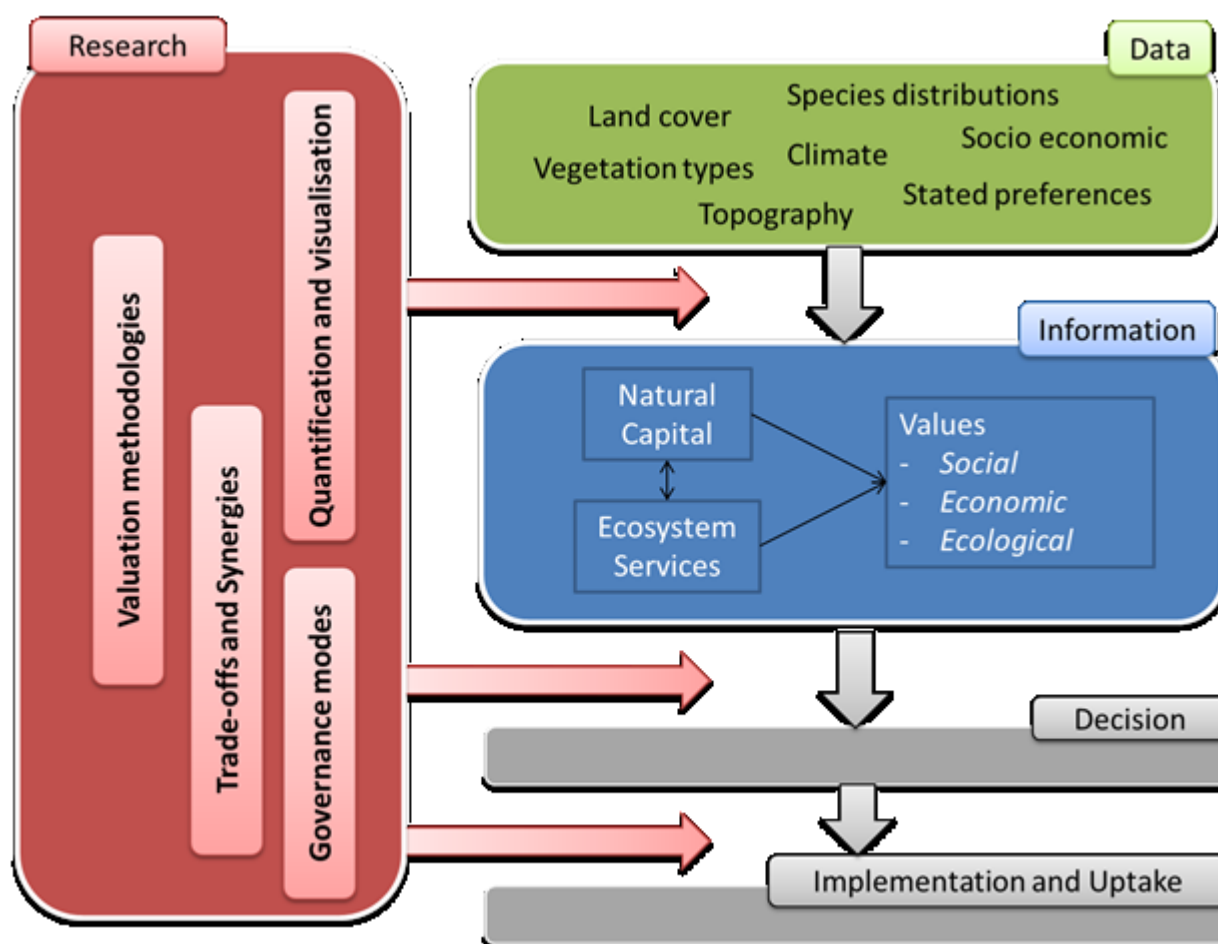 Research
Valuation methodologies
Trade-offs and Synergies
Quantification and visualisation
Governance modes
Data
Species distributions
Land cover
Socio economic
Climate
Vegetation types
Stated preferences
Topography
Information
Natural
Capital
Ecosystem
Services
Values
- Social
- Economic
- Ecological
Decision
Implementation and Uptake